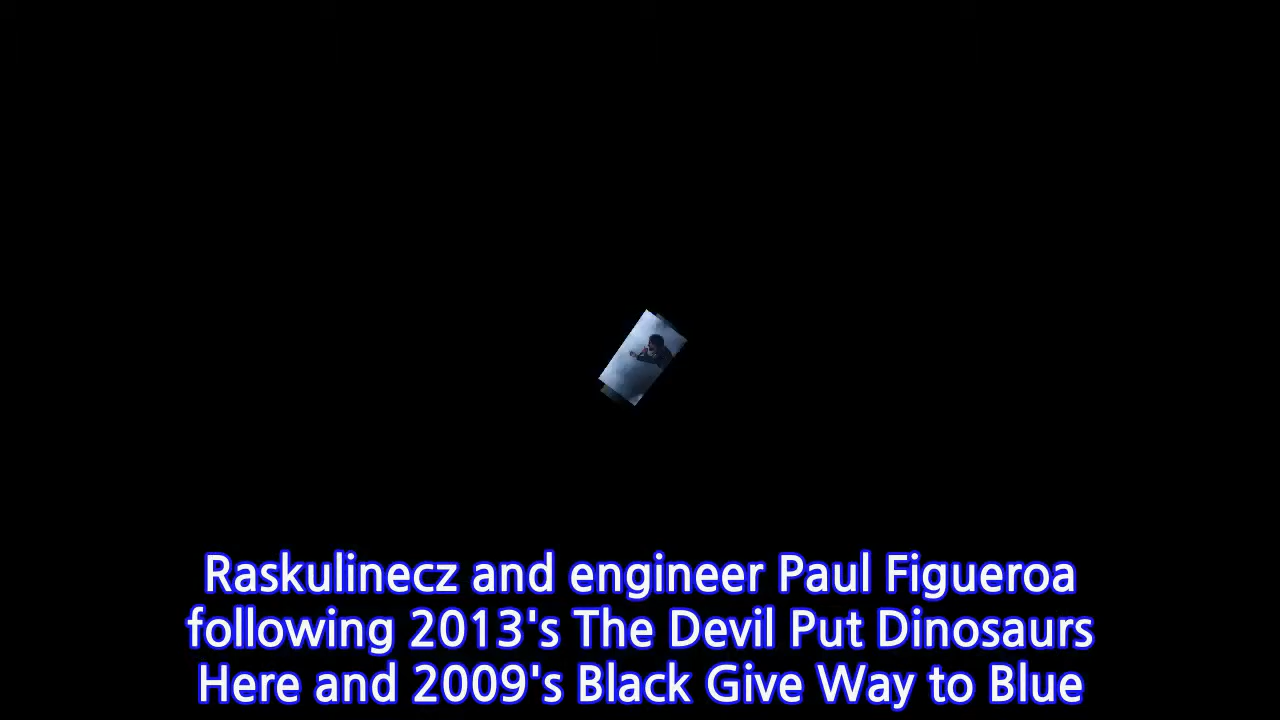 Raskulinecz and engineer Paul Figueroa
following 2013's The Devil Put Dinosaurs
Here and 2009's Black Give Way to Blue